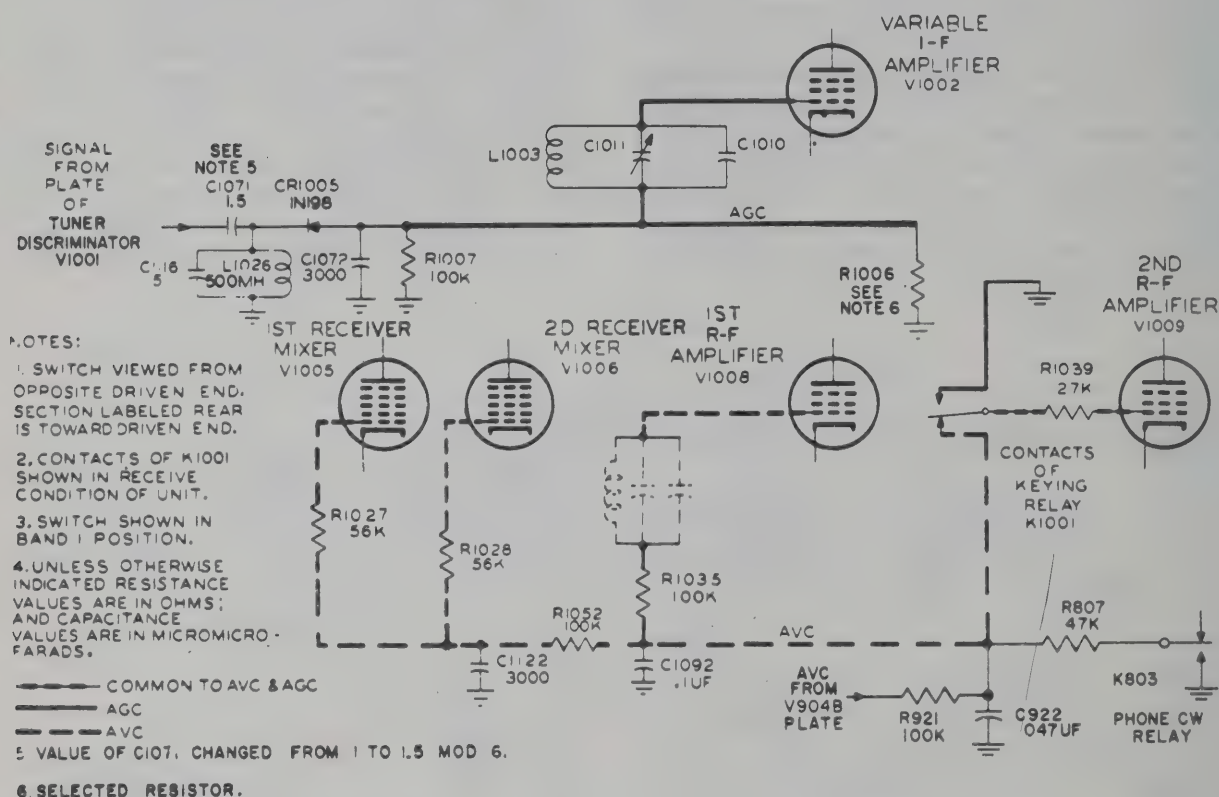 VARIABLE
I-F
AMPLIFIER
V1002
L1003
C1011
C1010
SIGNAL
FROM
PLATE
OF
TUNER
DISCRIMINATOR
V1001
SEE
NOTE 5
C1071
1.5
CR1005
IN198
AGC
5
L1026
500MH
C1072
3000
R1007
100K
R1006
SEE
NOTE 6
1ST RECEIVER
MIXER
V1005
2D RECEIVER
MIXER
V1006
1ST
R-F
AMPLIFIER
V1008
2ND
R-F
AMPLIFIER
V1009
R1039
27K
CONTACTS
OF
KEYING
RELAY
K1001
NOTES:
1. SWITCH VIEWED FROM
OPPOSITE DRIVEN END.
SECTION LABELED REAR
IS TOWARD DRIVEN END.
2. CONTACTS OF K1001
SHOWN IN RECEIVE
CONDITION OF UNIT.
3. SWITCH SHOWN IN
BAND 1 POSITION.
4. UNLESS OTHERWISE
INDICATED RESISTANCE
VALUES ARE IN OHMS;
AND CAPACITANCE
VALUES ARE IN MICROMICRO-
FARADS.
R1027
56K
R1028
56K
R1035
100K
R1052
100K
AVC
R807
47K
C1122
3000
C1092
.1UF
AVC
FROM
V904B
PLATE
R921
100K
C922
.047UF
K803
PHONE CW
RELAY
COMMON TO AVC & AGC
AGC
AVC
5 VALUE OF C1071 CHANGED FROM 1 TO 1.5 MOD 6.
6 SELECTED RESISTOR.